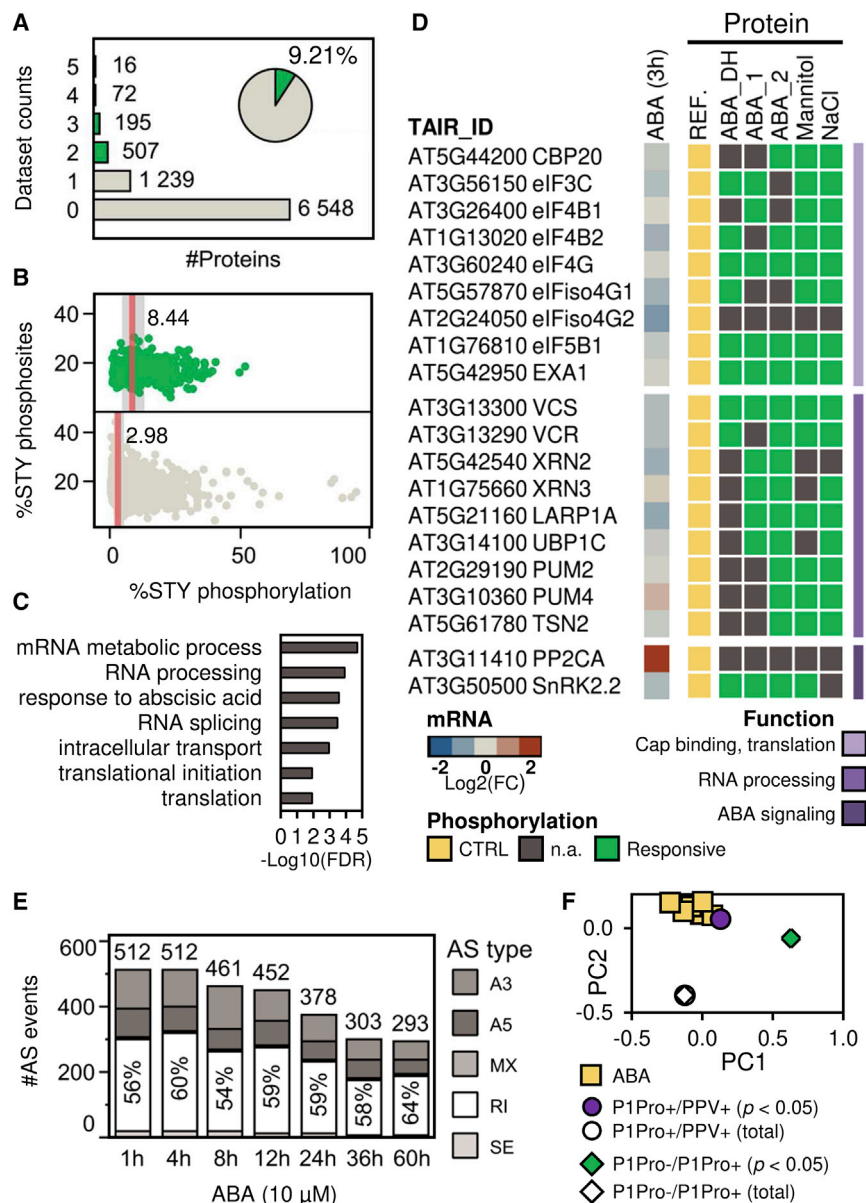 A
9.21%
Dataset counts
5 16
4 72
3 195
2 507
1 1 239
0 6 548
#Proteins
B
%STY phosphosites
40
20
8.44
40
20
2.98
0 50 100
%STY phosphorylation
C
mRNA metabolic process
RNA processing
response to abscisic acid
RNA splicing
intracellular transport
translational initiation
translation
0 1 2 3 4 5
-Log10(FDR)
D
Protein
TAIR_ID
ABA (3h)
REF.
ABA_DH
ABA_1
ABA_2
Mannitol
NaCl
AT5G44200 CBP20
AT3G56150 eIF3C
AT3G26400 eIF4B1
AT1G13020 eIF4B2
AT3G60240 eIF4G
AT5G57870 eIFiso4G1
AT2G24050 eIFiso4G2
AT1G76810 eIF5B1
AT5G42950 EXA1
AT3G13300 VCS
AT3G13290 VCR
AT5G42540 XRN2
AT1G75660 XRN3
AT5G21160 LARP1A
AT3G14100 UBP1C
AT2G29190 PUM2
AT3G10360 PUM4
AT5G61780 TSN2
AT3G11410 PP2CA
AT3G50500 SnRK2.2
mRNA
-2 0 2
Log2(FC)
Function
Cap binding, translation
RNA processing
ABA signaling
Phosphorylation
CTRL n.a. Responsive
E
#AS events
600
200
0
512 512 461 452 378 303 293
56% 60% 54% 59% 59% 58% 64%
1h 4h 8h 12h 24h 36h 60h
ABA (10 µM)
AS type
A3
A5
MX
RI
SE
F
PC2
0.0
-0.5
-0.5 0.0 0.5 1.0
PC1
ABA
P1Pro+/PPV+ (p < 0.05)
P1Pro+/PPV+ (total)
P1Pro-/P1Pro+ (p < 0.05)
P1Pro-/P1Pro+ (total)